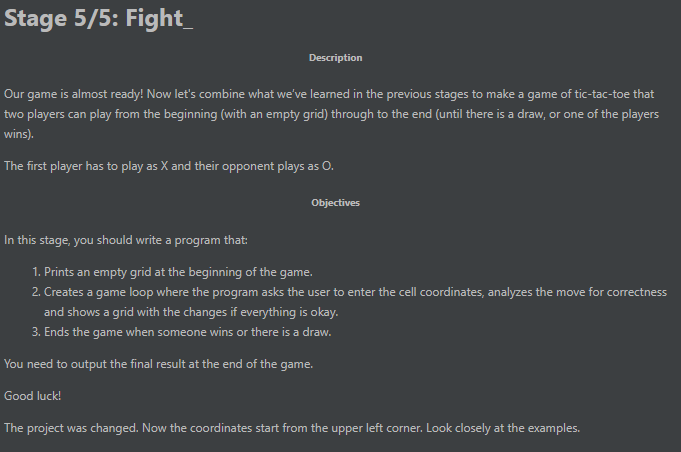 Stage 5/5: Fight_
Description
Our game is almost ready! Now let's combine what we've learned in the previous stages to make a game of tic-tac-toe that
two players can play from the beginning (with an empty grid) through to the end (until there is a draw, or one of the players
wins).
The first player has to play as X and their opponent plays as O.
Objectives
In this stage, you should write a program that:
1. Prints an empty grid at the beginning of the game.
2. Creates a game loop where the program asks the user to enter the cell coordinates, analyzes the move for correctness
and shows a grid with the changes if everything is okay.
3. Ends the game when someone wins or there is a draw.
You need to output the final result at the end of the game.
Good luck!
The project was changed. Now the coordinates start from the upper left corner. Look closely at the examples.